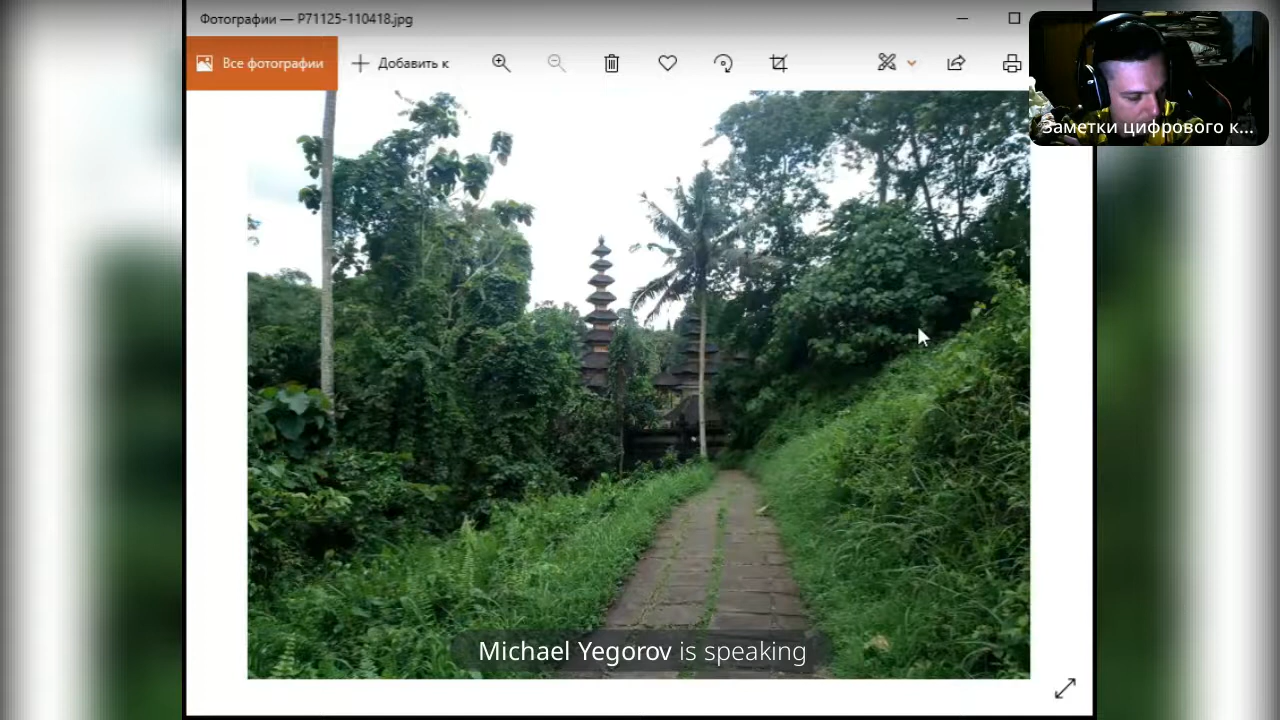 Фотографии — P71125-110418.jpg
Все фотографии
Добавить к
Заметки цифрового к...
Michael Yegorov is speaking